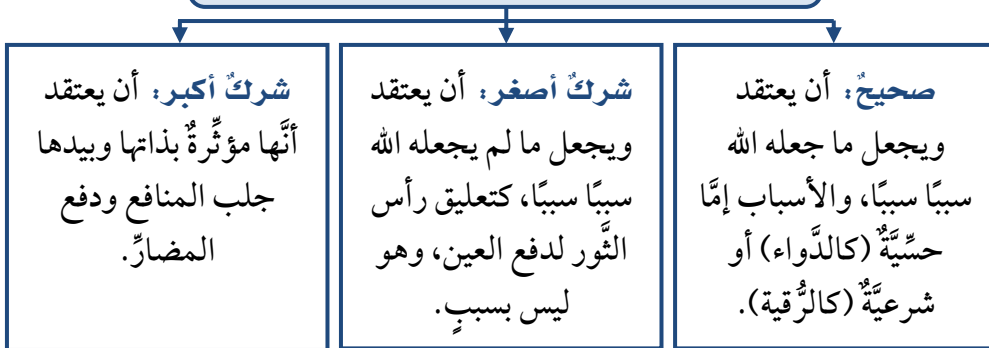 صحيحٌ: أن يعتقد
ويجعل ما جعله الله
سببًا سببًا، والأسباب إمَّا
حسِّيَّةٌ (كالدَّواء) أو
شرعيَّةٌ (كالرُّقية).
شركٌ أصغر: أن يعتقد
ويجعل ما لم يجعله الله
سببًا سببًا، كتعليق رأس
الثَّور لدفع العين، وهو
ليس بسببٍ.
شركٌ أكبر: أن يعتقد
أنَّها مؤثِّرةٌ بذاتها وبيدها
جلب المنافع ودفع
المضارِّ.